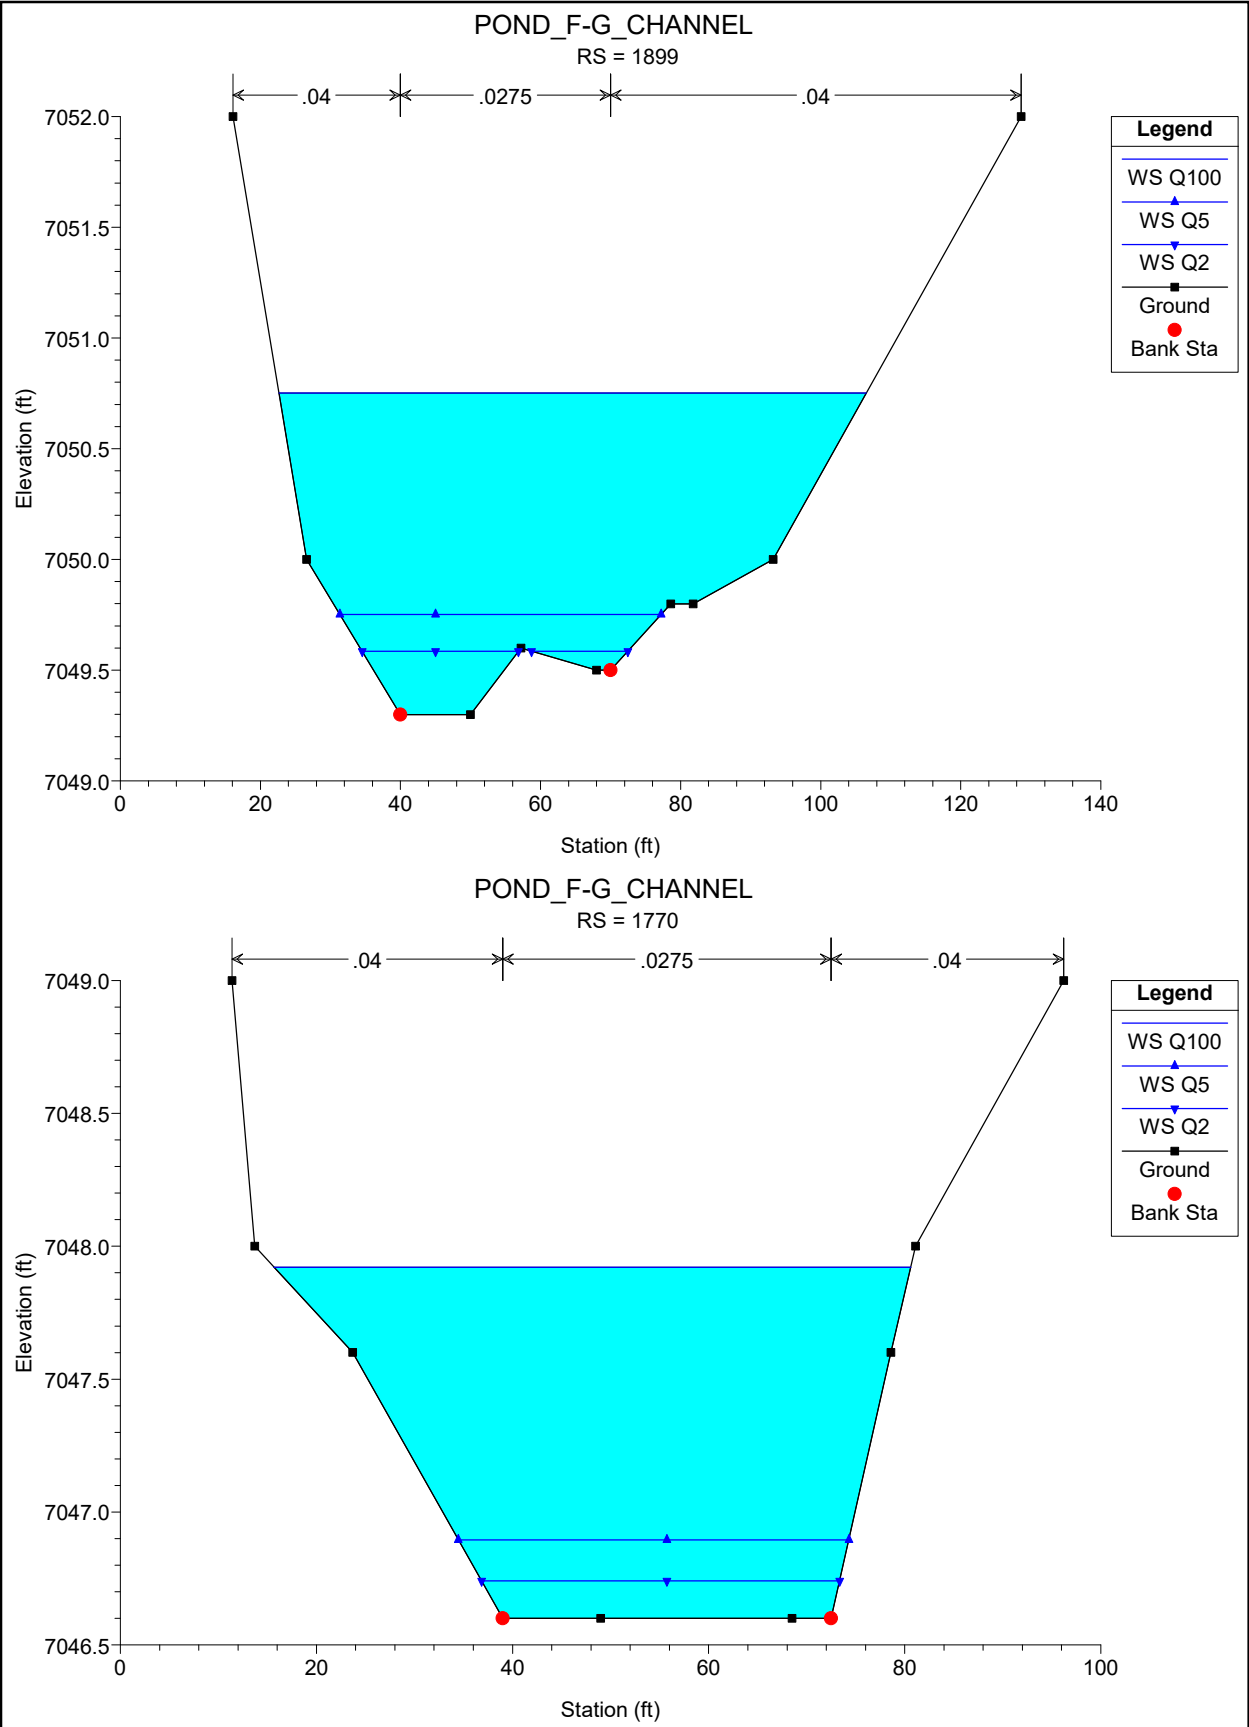 POND_F-G_CHANNEL
RS = 1899
.04 .0275 .04
7052.0
7051.5
7051.0
7050.5
7050.0
7049.5
7049.0
Elevation (ft)
0 20 40 60 80 100 120 140
Station (ft)
Legend
WS Q100
WS Q5
WS Q2
Ground
Bank Sta
POND_F-G_CHANNEL
RS = 1770
.04 .0275 .04
7049.0
7048.5
7048.0
7047.5
7047.0
7046.5
Elevation (ft)
0 20 40 60 80 100
Station (ft)
Legend
WS Q100
WS Q5
WS Q2
Ground
Bank Sta